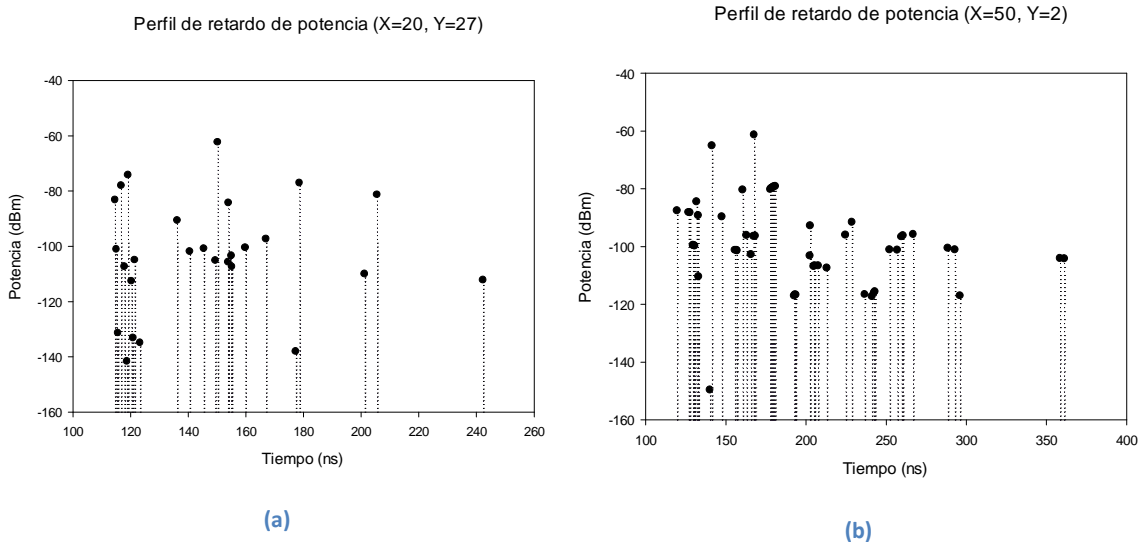 Perfil de retardo de potencia (X=20, Y=27)
-40
-60
-80
-100
-120
-140
-160
Potencia (dBm)
100 120 140 160 180 200 220 240 260
Tiempo (ns)
(a)
Perfil de retardo de potencia (X=50, Y=2)
-40
-60
-80
-100
-120
-140
-160
Potencia (dBm)
100 150 200 250 300 350 400
Tiempo (ns)
(b)